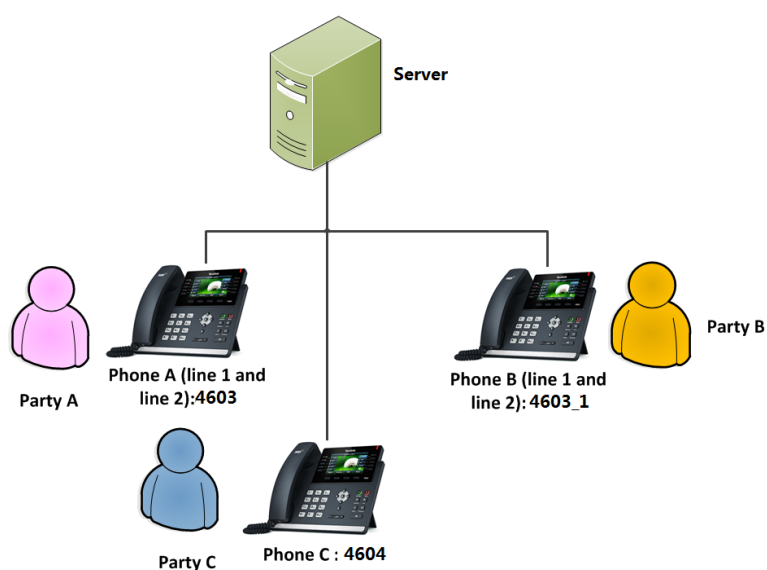 Server
Party A
Phone A (line 1 and
line 2):4603
Phone B (line 1 and
line 2): 4603_1
Party B
Party C
Phone C : 4604